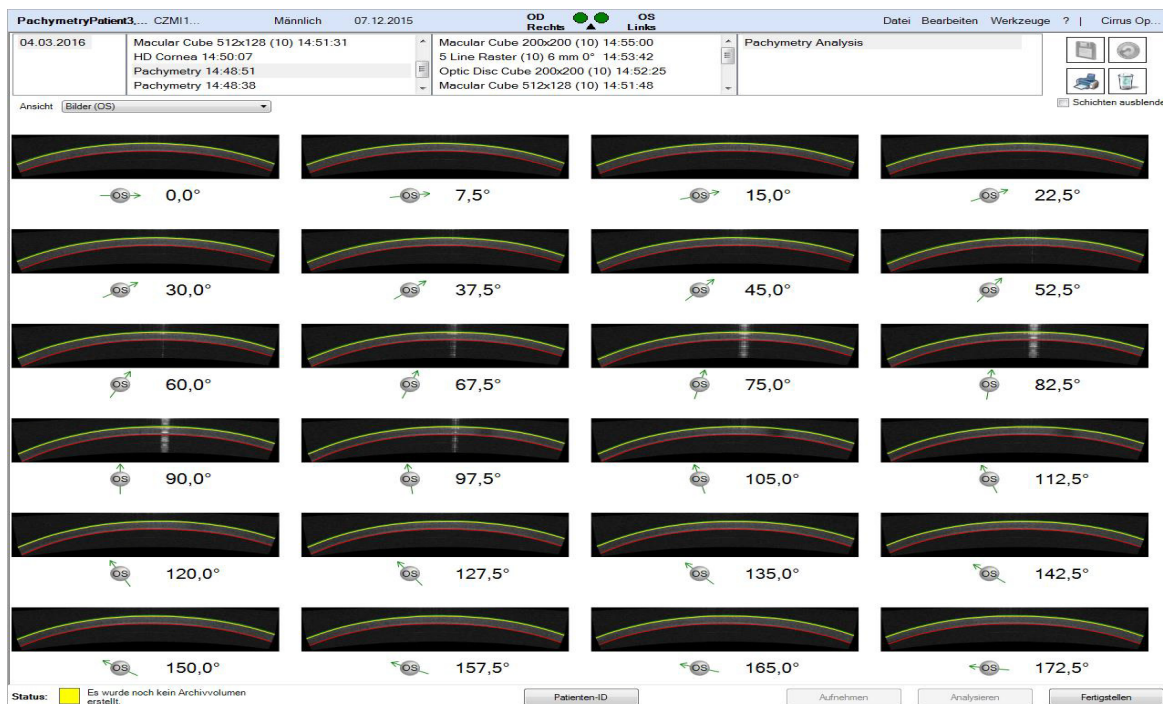 PachymetryPatient3,... CZMI1... Männlich 07.12.2015 OD Rechts OS Links Datei Bearbeiten Werkzeuge ? | Cirrus Op...
04.03.2016
Macular Cube 512x128 (10) 14:51:31
HD Cornea 14:50:07
Pachymetry 14:48:51
Pachymetry 14:48:38
Macular Cube 200x200 (10) 14:55:00
5 Line Raster (10) 6 mm 0° 14:53:42
Optic Disc Cube 200x200 (10) 14:52:25
Macular Cube 512x128 (10) 14:51:48
Pachymetry Analysis
Ansicht Bilder (OS) Schichten ausblende
OS 0,0° OS 7,5° OS 15,0° OS 22,5°
OS 30,0° OS 37,5° OS 45,0° OS 52,5°
OS 60,0° OS 67,5° OS 75,0° OS 82,5°
OS 90,0° OS 97,5° OS 105,0° OS 112,5°
OS 120,0° OS 127,5° OS 135,0° OS 142,5°
OS 150,0° OS 157,5° OS 165,0° OS 172,5°
Status: Es wurde noch kein Archivvolumen
erstellt.
Patienten-ID Aufnehmen Analysieren Fertigstellen